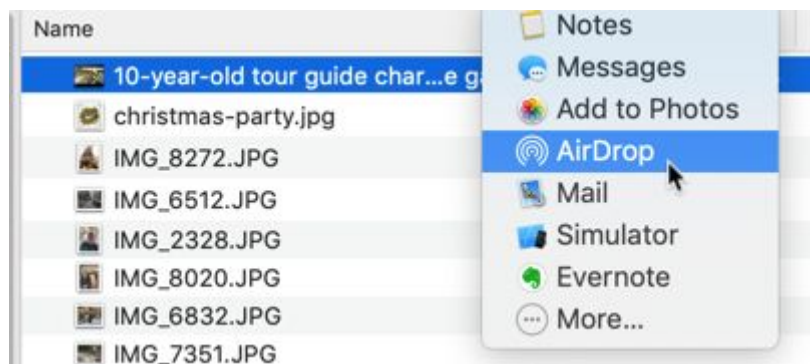 Name
10-year-old tour guide char...e ga
christmas-party.jpg
IMG_8272.JPG
IMG_6512.JPG
IMG_2328.JPG
IMG_8020.JPG
IMG_6832.JPG
IMG_7351.JPG
Notes
Messages
Add to Photos
AirDrop
Mail
Simulator
Evernote
More...